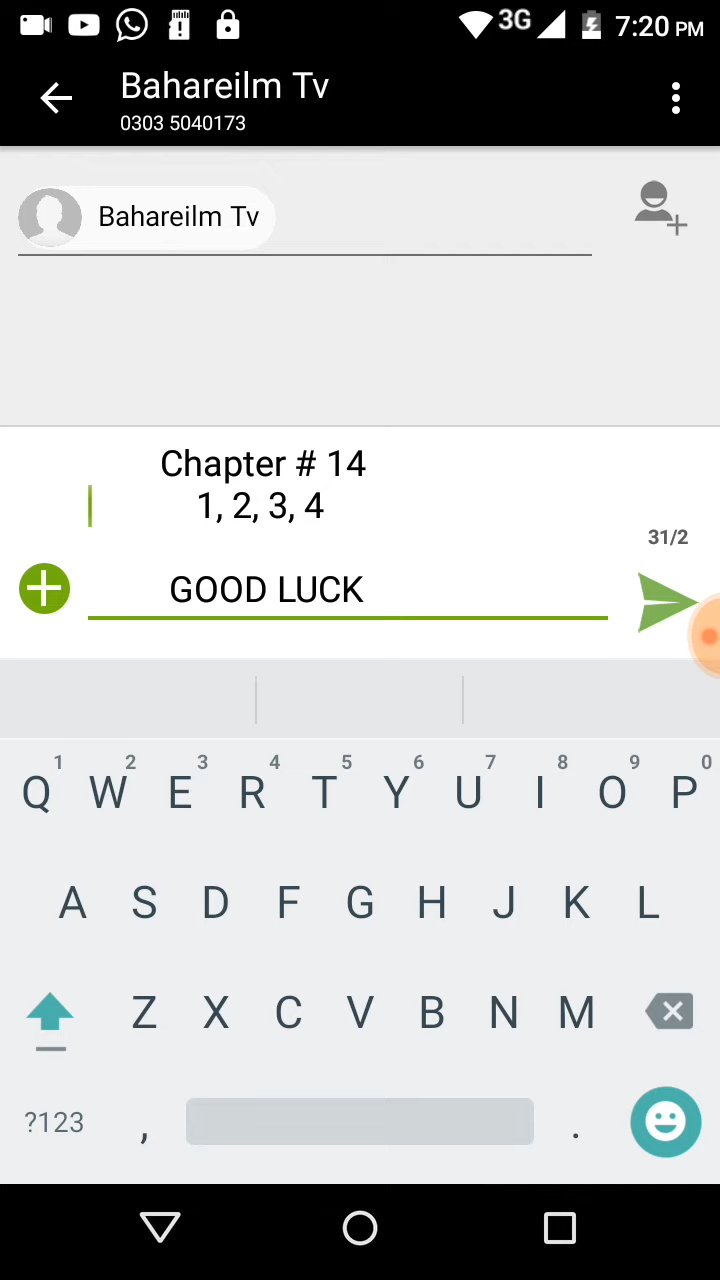 3G 7:20 PM
Bahareilm Tv
0303 5040173
Bahareilm Tv
Chapter # 14
1, 2, 3, 4
31/2
GOOD LUCK
1 2 3 4 5 6 7 8 9 0
Q W E R T Y U I O P
A S D F G H J K L
Z X C V B N M
?123 , .